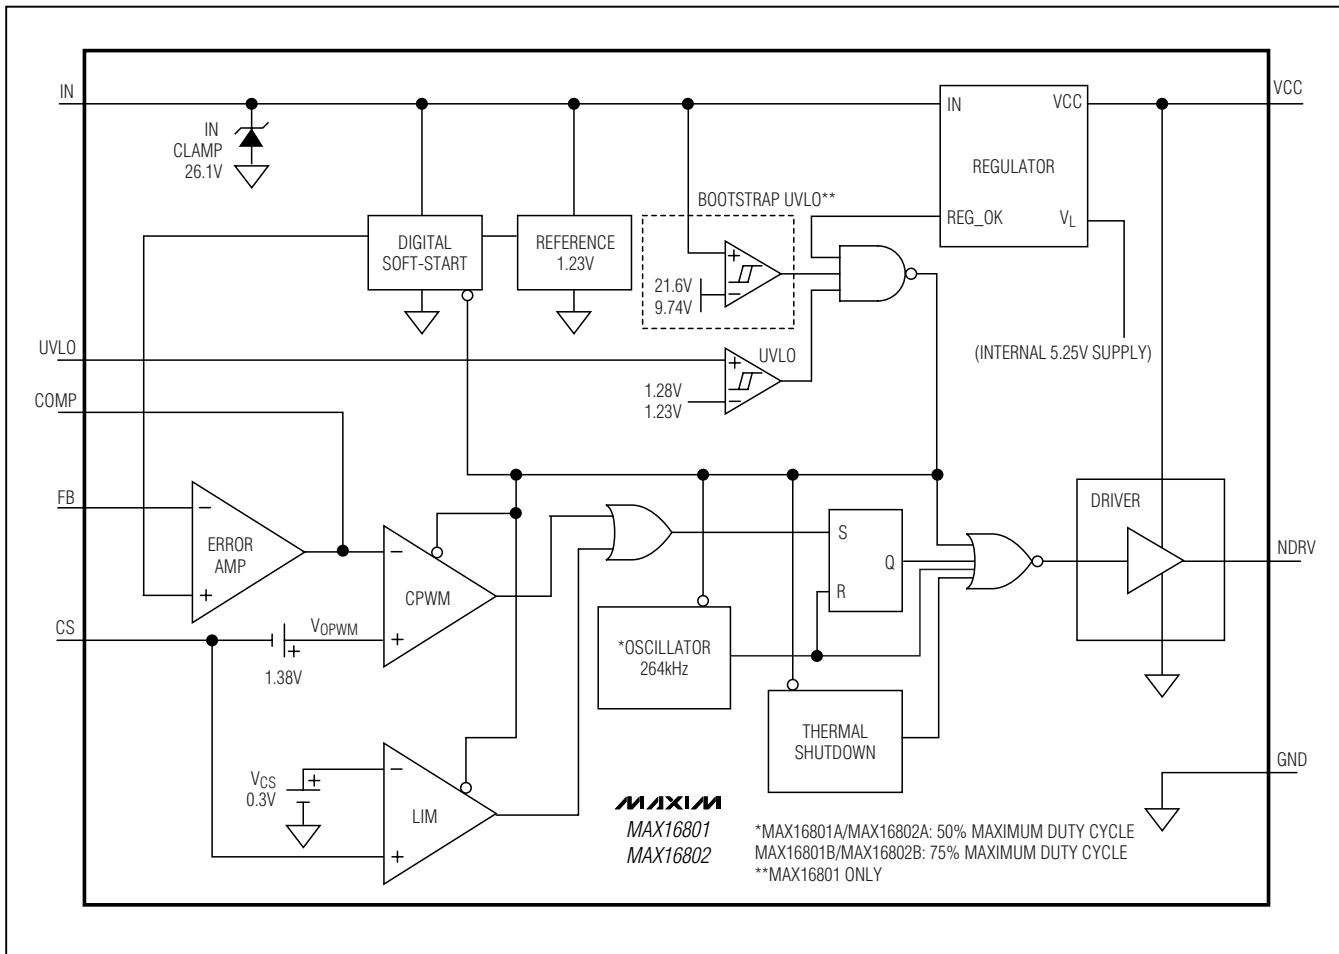 IN
VCC
IN
CLAMP
26.1V
IN
VCC
REGULATOR
REG_OK
VL
BOOTSTRAP UVLO**
DIGITAL
SOFT-START
REFERENCE
1.23V
+
21.6V
9.74V
−
(INTERNAL 5.25V SUPPLY)
UVLO
UVLO
+
1.28V
1.23V
−
COMP
FB
−
ERROR
AMP
+
−
CPWM
+
CS
VOPWM
+
1.38V
S
Q
R
DRIVER
NDRV
*OSCILLATOR
264kHz
THERMAL
SHUTDOWN
GND
VCS
0.3V
+
−
LIM
+
MAXIM
MAX16801
MAX16802
*MAX16801A/MAX16802A: 50% MAXIMUM DUTY CYCLE
MAX16801B/MAX16802B: 75% MAXIMUM DUTY CYCLE
**MAX16801 ONLY